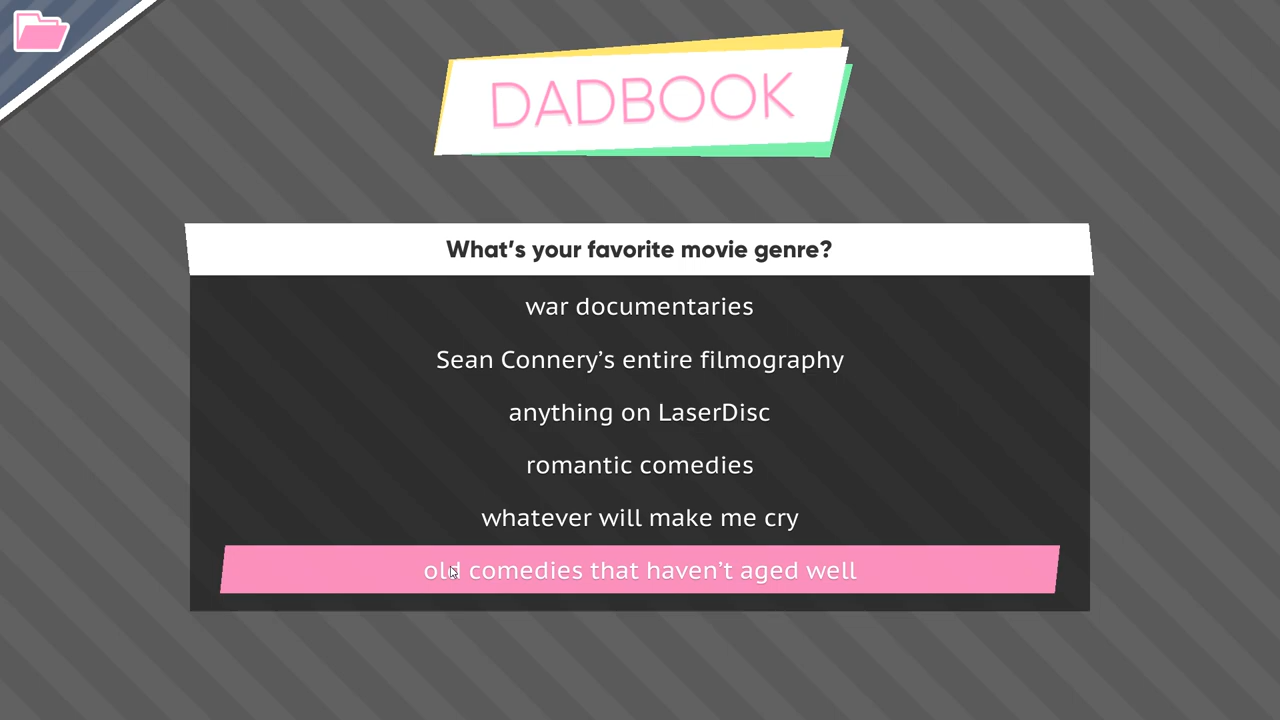 DADBOOK
What’s your favorite movie genre?
war documentaries
Sean Connery’s entire filmography
anything on LaserDisc
romantic comedies
whatever will make me cry
old comedies that haven’t aged well